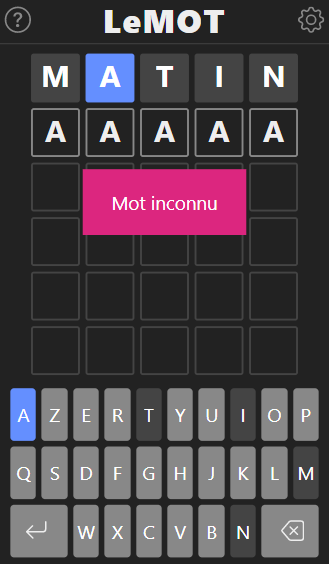 ? LeMOT
M A T I N
A A A A A
Mot inconnu
A Z E R T Y U I O P
Q S D F G H J K L M
W X C V B N